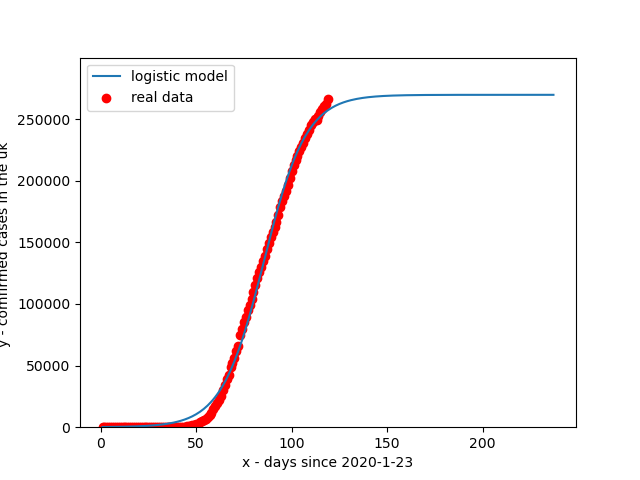 logistic model
real data
250000
200000
150000
100000
50000
0
y - comfirmed cases in the uk
0 50 100 150 200
x - days since 2020-1-23